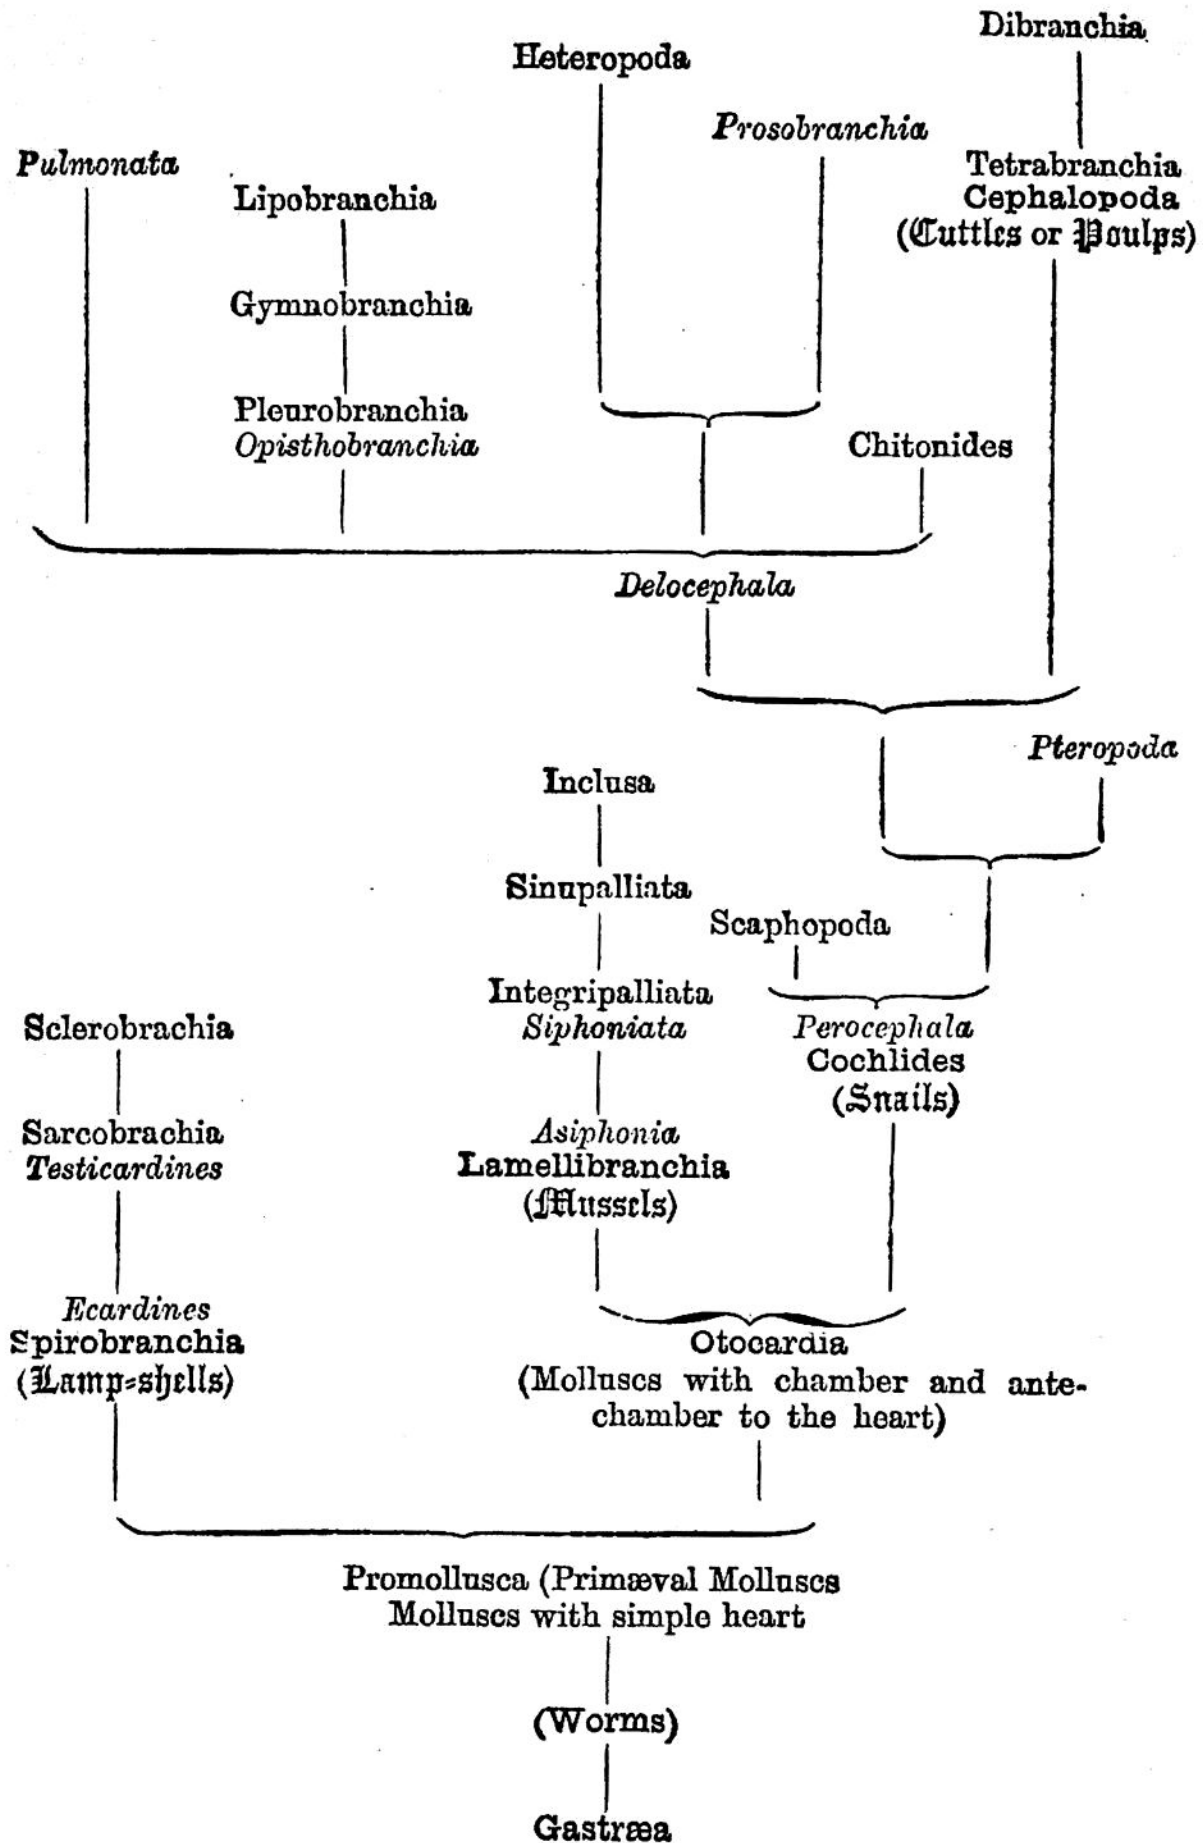 Dibranchia
Heteropoda
Prosobranchia
Pulmonata
Tetrabranchia
Cephalopoda
(Cuttles or Poulps)
Lipobranchia
Gymnobranchia
Pleurobranchia
Opisthobranchia
Chitonides
Delocephala
Pteropoda
Inclusa
Sinupalliata
Scaphopoda
Integripalliata
Siphoniata
Perocephala
Cochlides
(Snails)
Sclerobrachia
Sarcobrachia
Testicardines
Asiphonia
Lamellibranchia
(Mussels)
Ecardines
Spirobranchia
(Lamp-shells)
Otocardia
(Molluscs with chamber and ante-
chamber to the heart)
Promollusca (Primæval Molluscs
Molluscs with simple heart
(Worms)
Gastræa